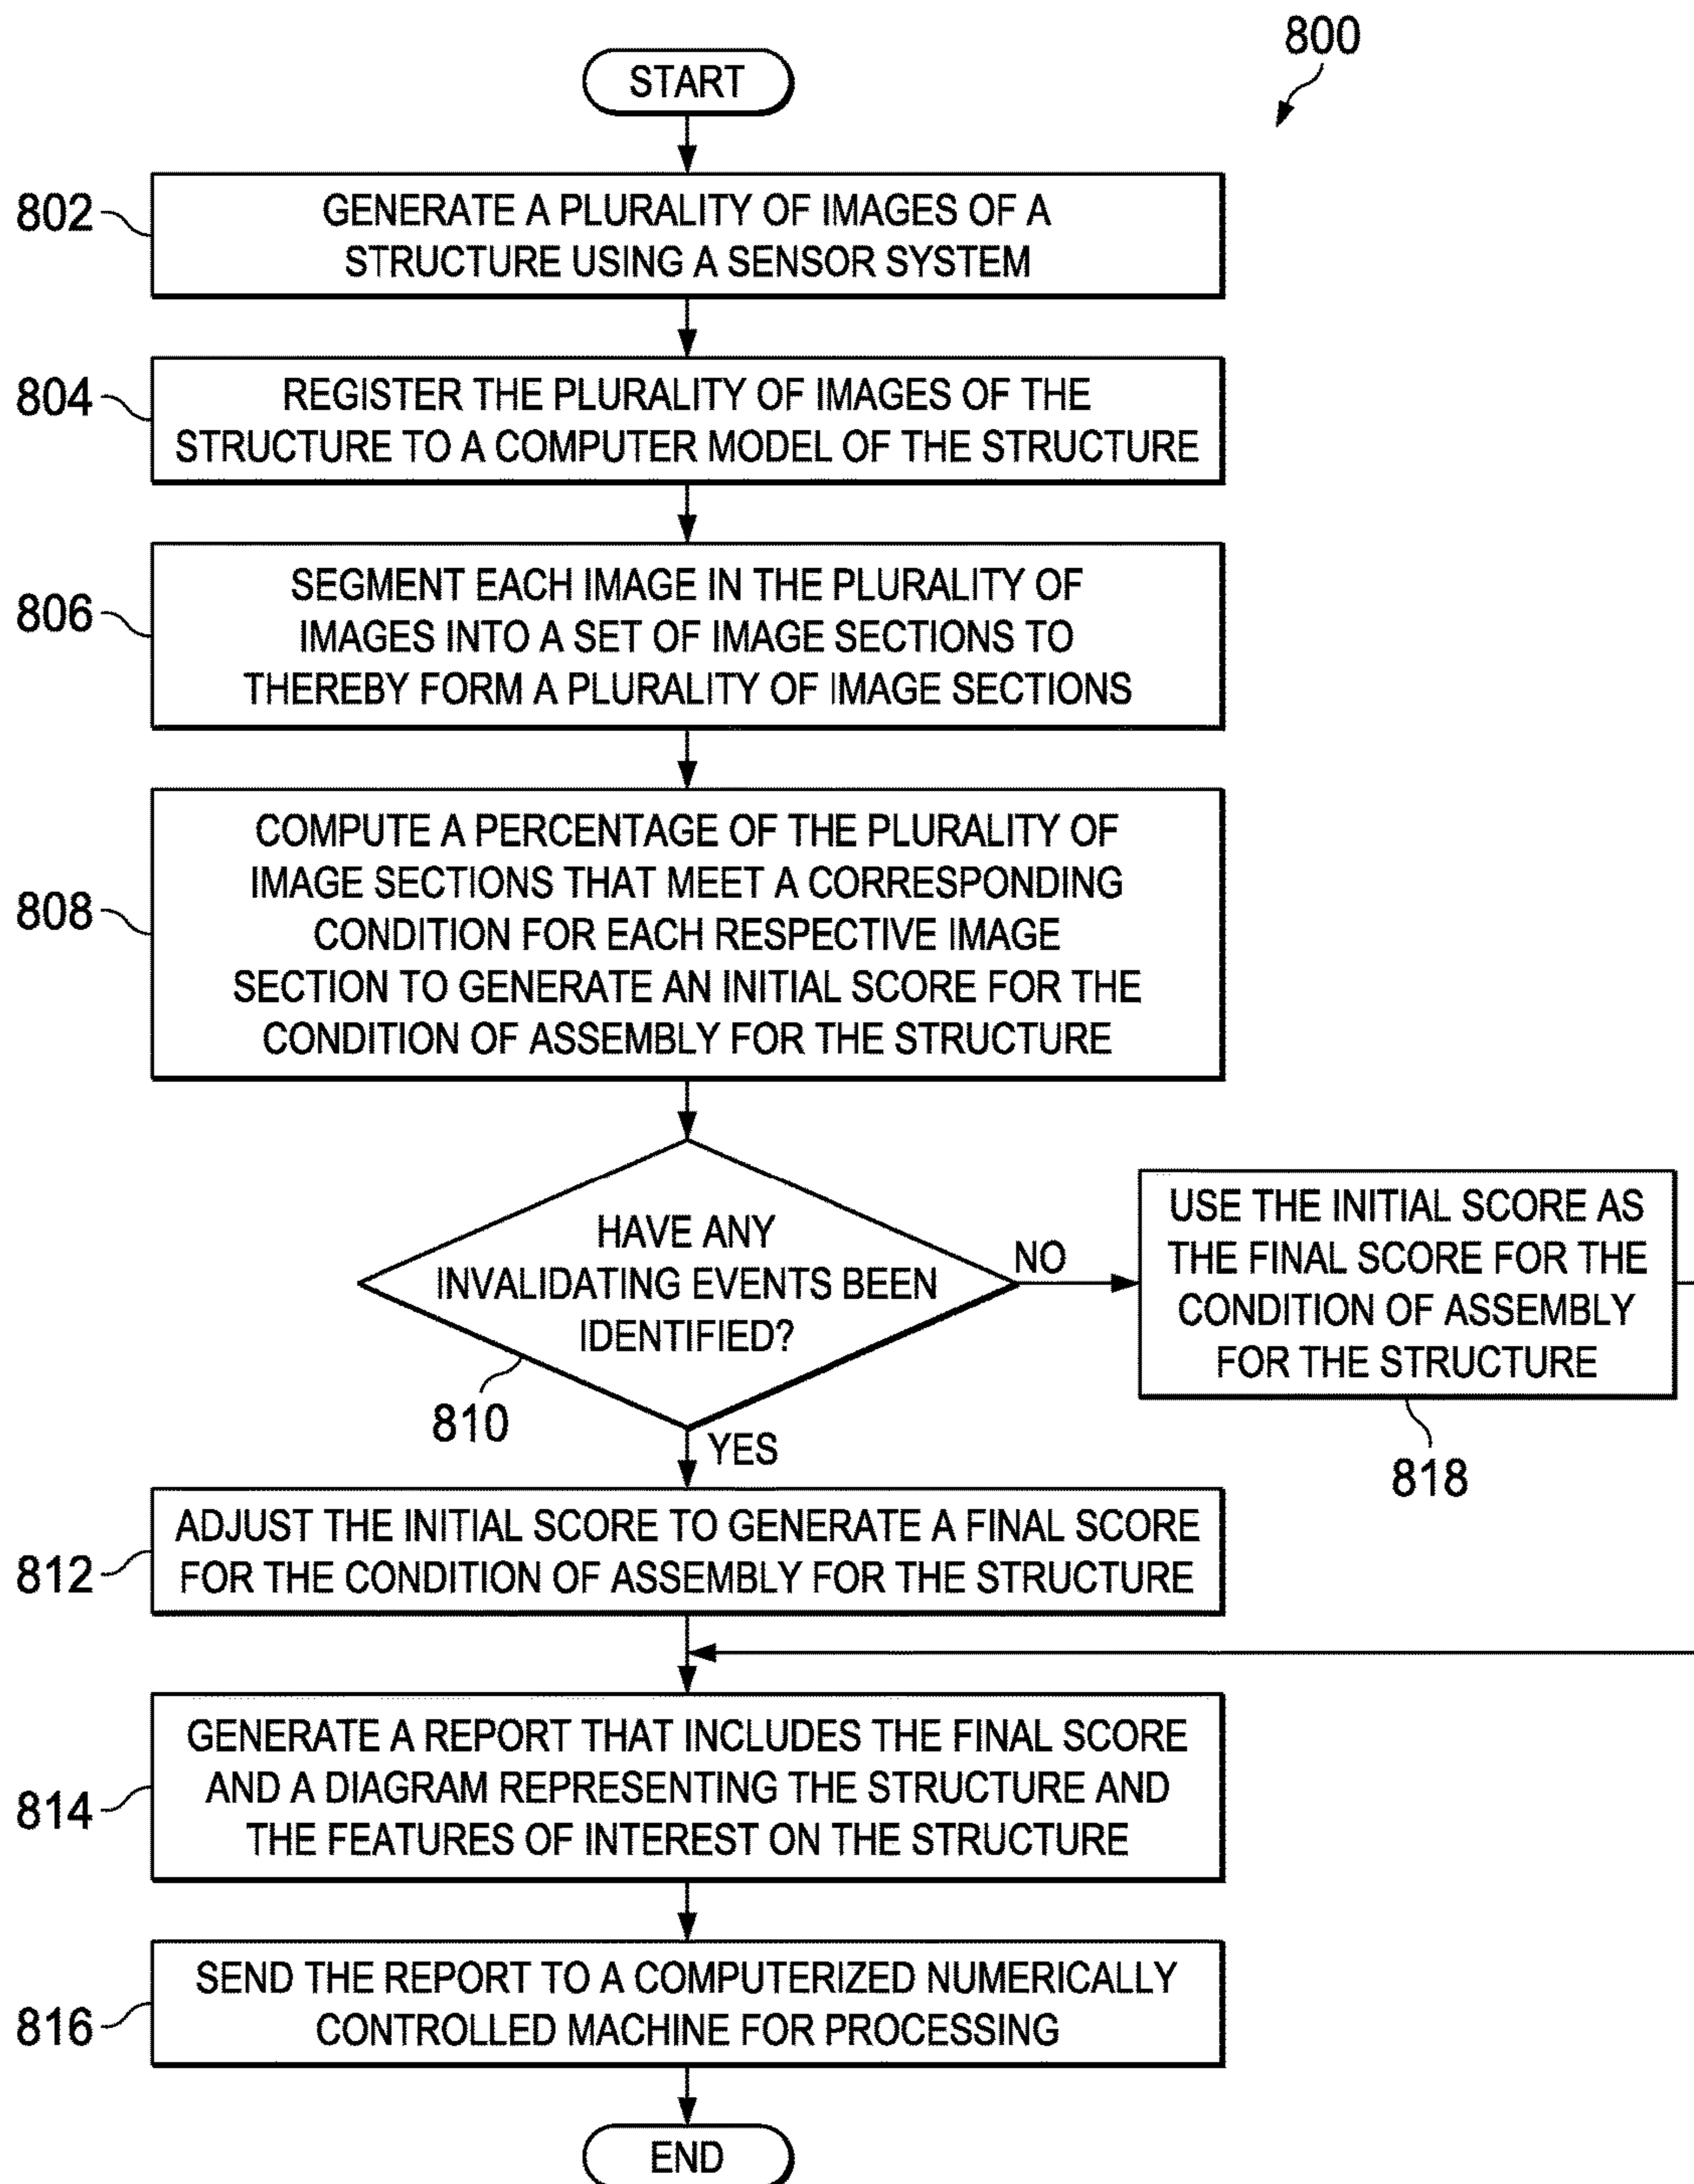 800
START
802
GENERATE A PLURALITY OF IMAGES OF A
STRUCTURE USING A SENSOR SYSTEM
804
REGISTER THE PLURALITY OF IMAGES OF THE
STRUCTURE TO A COMPUTER MODEL OF THE STRUCTURE
806
SEGMENT EACH IMAGE IN THE PLURALITY OF
IMAGES INTO A SET OF IMAGE SECTIONS TO
THEREBY FORM A PLURALITY OF IMAGE SECTIONS
808
COMPUTE A PERCENTAGE OF THE PLURALITY OF
IMAGE SECTIONS THAT MEET A CORRESPONDING
CONDITION FOR EACH RESPECTIVE IMAGE
SECTION TO GENERATE AN INITIAL SCORE FOR THE
CONDITION OF ASSEMBLY FOR THE STRUCTURE
HAVE ANY
INVALIDATING EVENTS BEEN
IDENTIFIED?
810
NO
USE THE INITIAL SCORE AS
THE FINAL SCORE FOR THE
CONDITION OF ASSEMBLY
FOR THE STRUCTURE
818
YES
812
ADJUST THE INITIAL SCORE TO GENERATE A FINAL SCORE
FOR THE CONDITION OF ASSEMBLY FOR THE STRUCTURE
814
GENERATE A REPORT THAT INCLUDES THE FINAL SCORE
AND A DIAGRAM REPRESENTING THE STRUCTURE AND
THE FEATURES OF INTEREST ON THE STRUCTURE
816
SEND THE REPORT TO A COMPUTERIZED NUMERICALLY
CONTROLLED MACHINE FOR PROCESSING
END